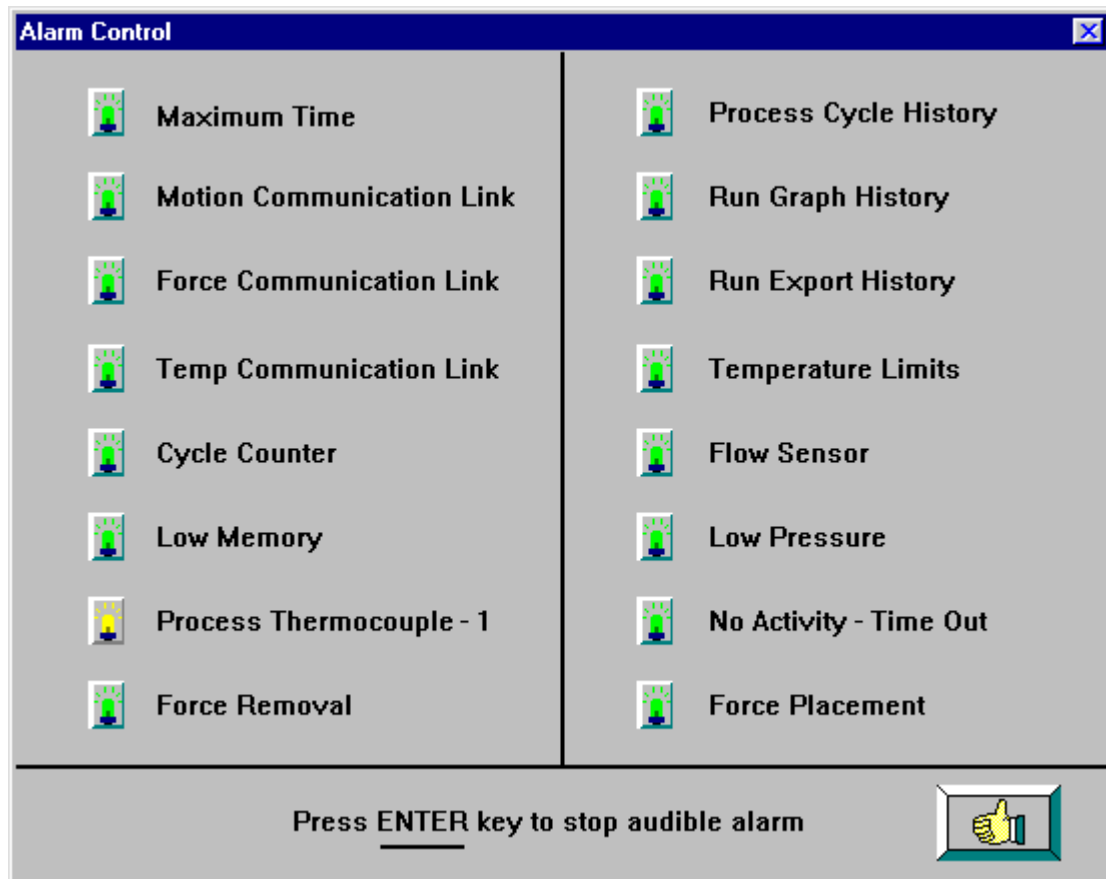 Alarm Control
Maximum Time
Motion Communication Link
Force Communication Link
Temp Communication Link
Cycle Counter
Low Memory
Process Thermocouple - 1
Force Removal
Process Cycle History
Run Graph History
Run Export History
Temperature Limits
Flow Sensor
Low Pressure
No Activity - Time Out
Force Placement
Press ENTER key to stop audible alarm